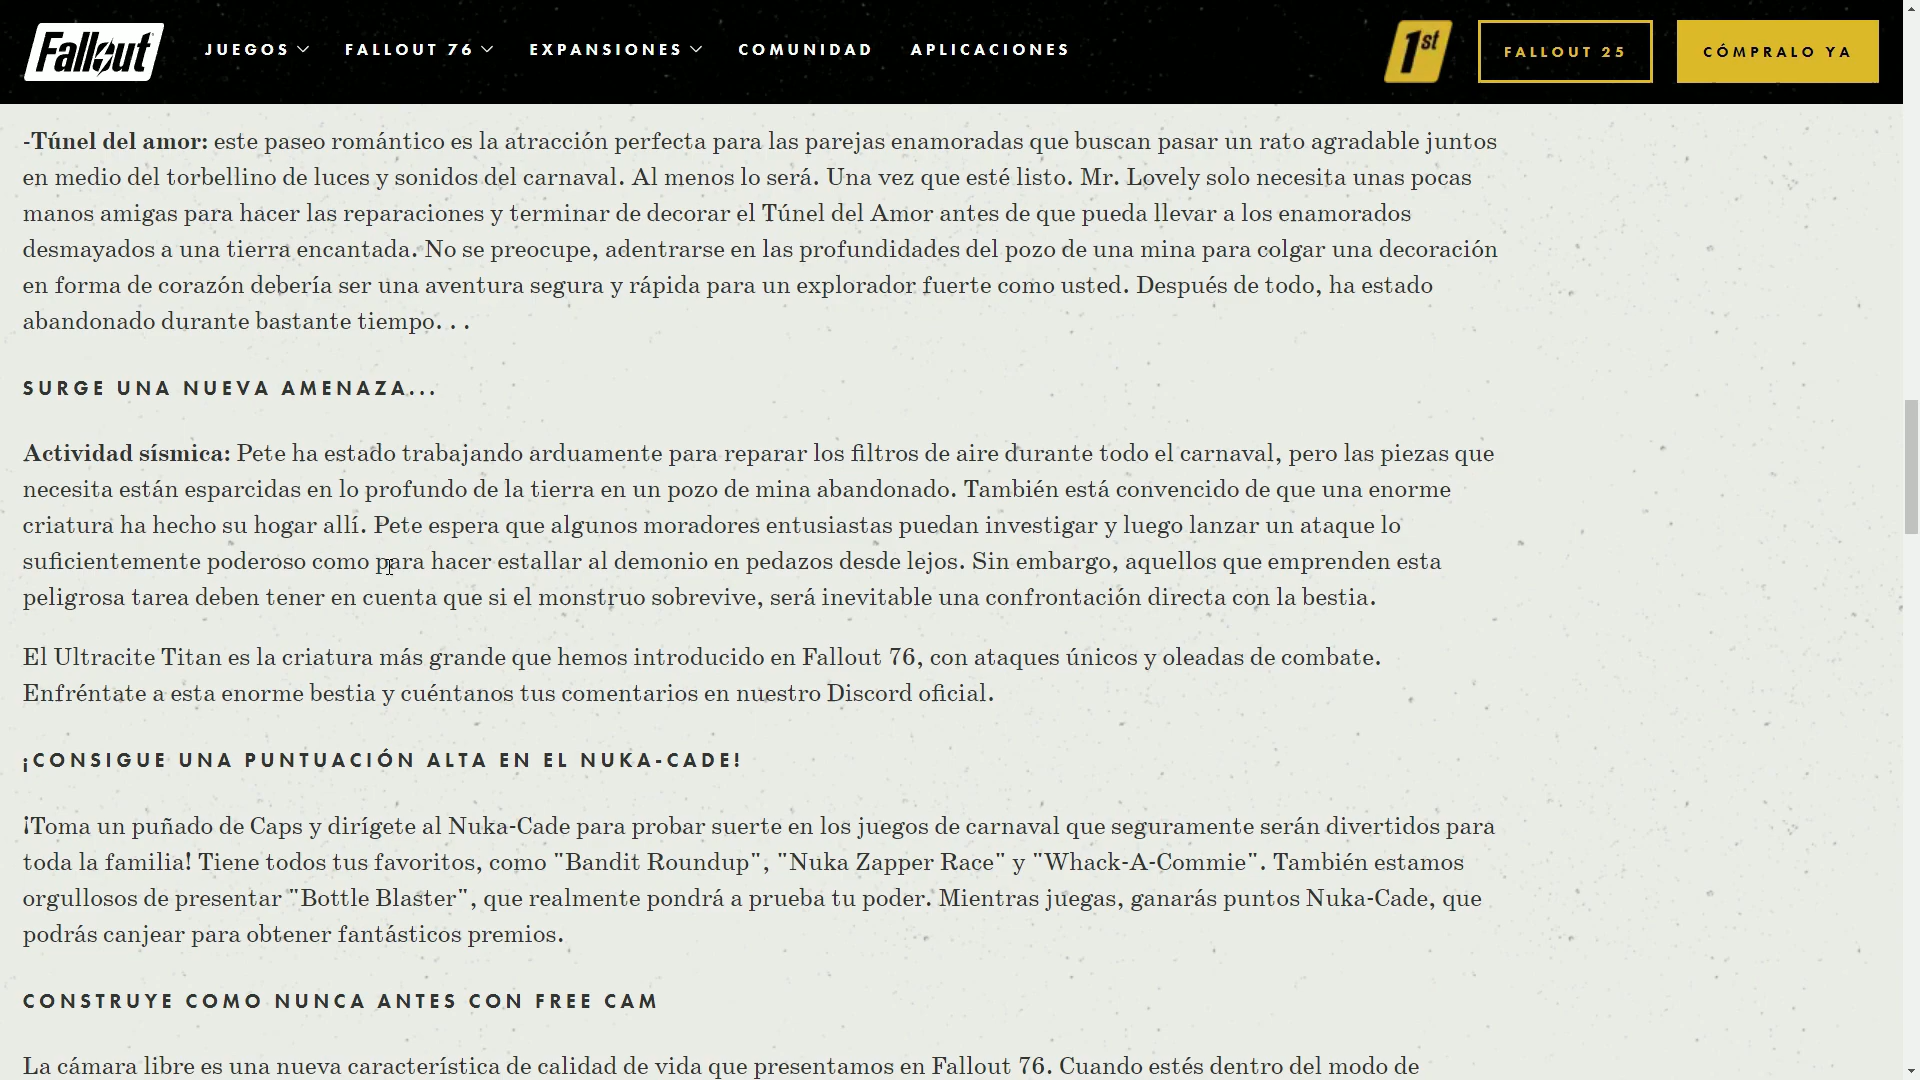 Fallout
JUEGOS
FALLOUT 76
EXPANSIONES
COMUNIDAD
APLICACIONES
1st
FALLOUT 25
CÓMPRALO YA
-Túnel del amor: este paseo romántico es la atracción perfecta para las parejas enamoradas que buscan pasar un rato agradable juntos
en medio del torbellino de luces y sonidos del carnaval. Al menos lo será. Una vez que esté listo. Mr. Lovely solo necesita unas pocas
manos amigas para hacer las reparaciones y terminar de decorar el Túnel del Amor antes de que pueda llevar a los enamorados
desmayados a una tierra encantada. No se preocupe, adentrarse en las profundidades del pozo de una mina para colgar una decoración
en forma de corazón debería ser una aventura segura y rápida para un explorador fuerte como usted. Después de todo, ha estado
abandonado durante bastante tiempo. . .
SURGE UNA NUEVA AMENAZA...
Actividad sísmica: Pete ha estado trabajando arduamente para reparar los filtros de aire durante todo el carnaval, pero las piezas que
necesita están esparcidas en lo profundo de la tierra en un pozo de mina abandonado. También está convencido de que una enorme
criatura ha hecho su hogar allí. Pete espera que algunos moradores entusiastas puedan investigar y luego lanzar un ataque lo
suficientemente poderoso como para hacer estallar al demonio en pedazos desde lejos. Sin embargo, aquellos que emprenden esta
peligrosa tarea deben tener en cuenta que si el monstruo sobrevive, será inevitable una confrontación directa con la bestia.
El Ultracite Titan es la criatura más grande que hemos introducido en Fallout 76, con ataques únicos y oleadas de combate.
Enfréntate a esta enorme bestia y cuéntanos tus comentarios en nuestro Discord oficial.
¡CONSIGUE UNA PUNTUACIÓN ALTA EN EL NUKA-CADE!
¡Toma un puñado de Caps y dirígete al Nuka-Cade para probar suerte en los juegos de carnaval que seguramente serán divertidos para
toda la familia! Tiene todos tus favoritos, como "Bandit Roundup", "Nuka Zapper Race" y "Whack-A-Commie". También estamos
orgullosos de presentar "Bottle Blaster", que realmente pondrá a prueba tu poder. Mientras juegas, ganarás puntos Nuka-Cade, que
podrás canjear para obtener fantásticos premios.
CONSTRUYE COMO NUNCA ANTES CON FREE CAM
La cámara libre es una nueva característica de calidad de vida que presentamos en Fallout 76. Cuando estés dentro del modo de